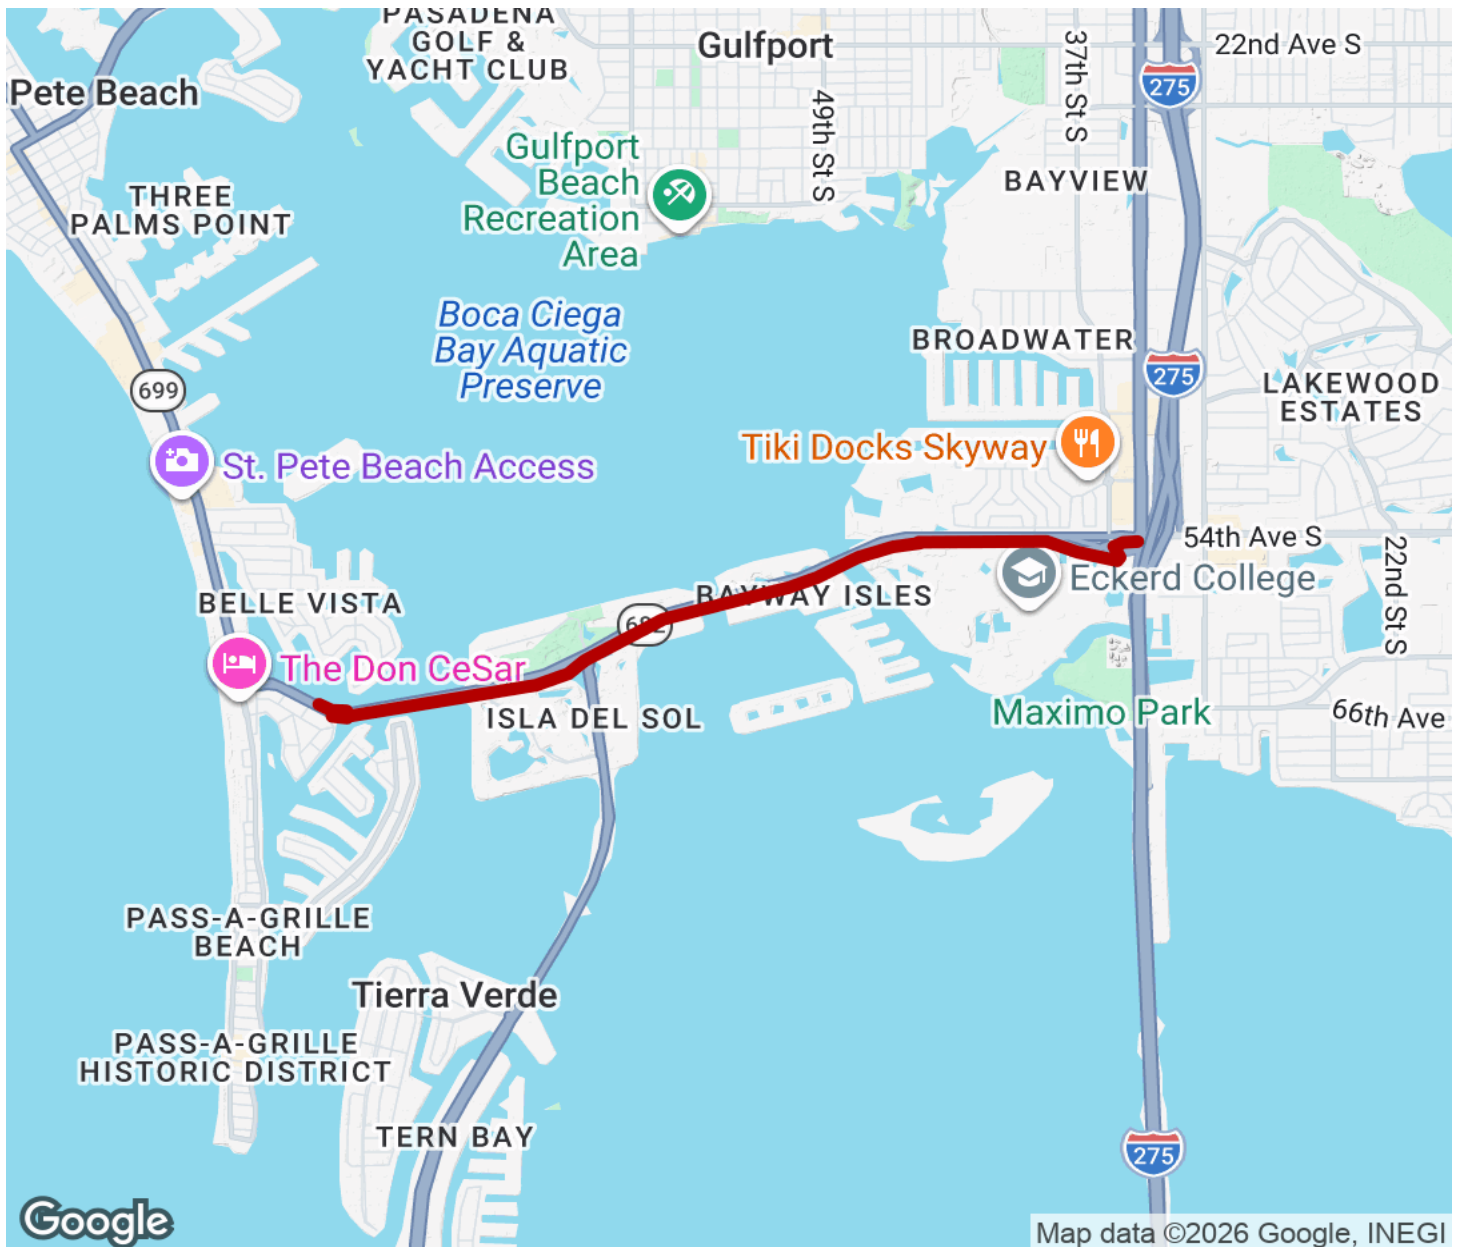 PASADENA
GOLF &
YACHT CLUB
Gulfport
37th St S
22nd Ave S
275
Pete Beach
49th St S
Gulfport
Beach
Recreation
Area
BAYVIEW
THREE
PALMS POINT
Boca Ciega
Bay Aquatic
Preserve
BROADWATER
275
LAKEWOOD
ESTATES
699
Tiki Docks Skyway
St. Pete Beach Access
54th Ave S
22nd St S
Eckerd College
BELLE VISTA
BAYWAY ISLES
682
The Don CeSar
ISLA DEL SOL
Maximo Park
66th Ave
PASS-A-GRILLE
BEACH
Tierra Verde
PASS-A-GRILLE
HISTORIC DISTRICT
TERN BAY
275
Google
Map data ©2026 Google, INEGI